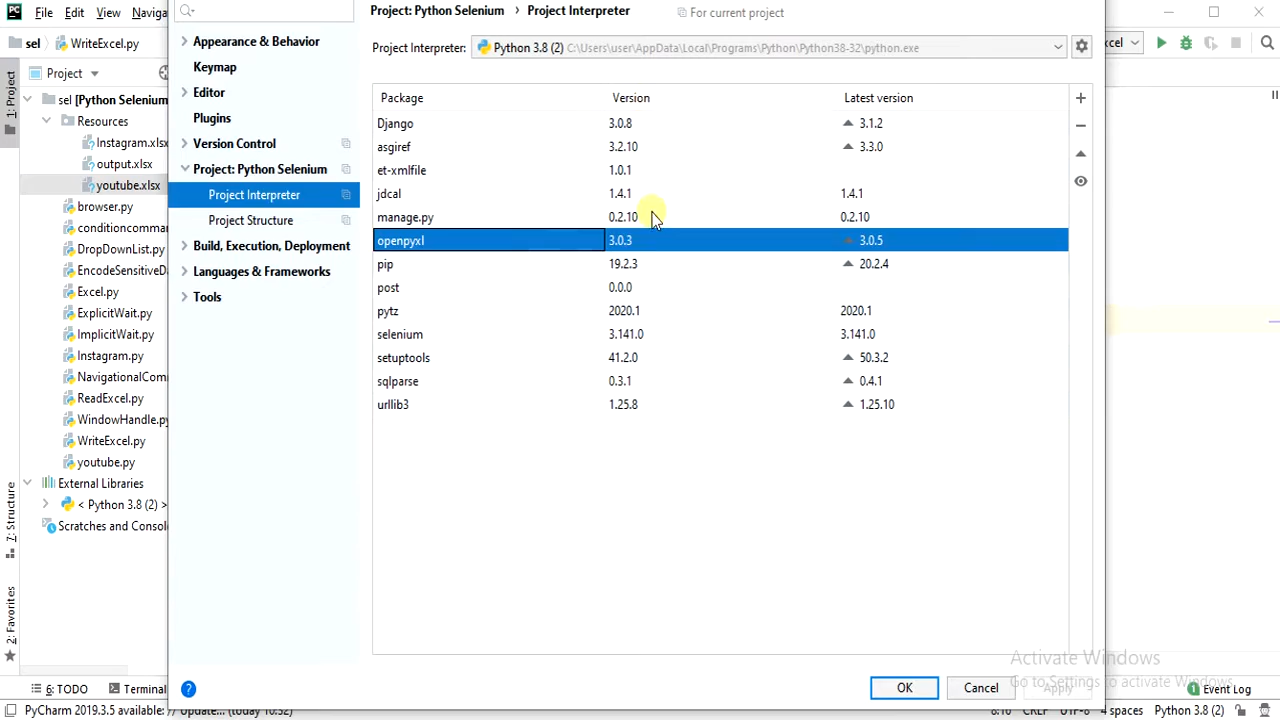 File Edit View Naviga
Project: Python Selenium › Project Interpreter For current project
sel WriteExcel.py
Appearance & Behavior
Keymap
Editor
Plugins
Version Control
Project: Python Selenium
Project Interpreter
Project Structure
Build, Execution, Deployment
Languages & Frameworks
Tools
Project Interpreter: Python 3.8 (2) C:\Users\user\AppData\Local\Programs\Python\Python38-32\python.exe
cel
1: Project
Project
sel [Python Selenium
Resources
Instagram.xlsx
output.xlsx
youtube.xlsx
browser.py
conditioncomma
DropDownList.py
EncodeSensitiveDa
Excel.py
ExplicitWait.py
ImplicitWait.py
Instagram.py
NavigationalComm
ReadExcel.py
WindowHandle.py
WriteExcel.py
youtube.py
External Libraries
< Python 3.8 (2) >
Scratches and Consol
7: Structure
2: Favorites
Package Version Latest version
Django 3.0.8 3.1.2
asgiref 3.2.10 3.3.0
et-xmlfile 1.0.1
jdcal 1.4.1 1.4.1
manage.py 0.2.10 0.2.10
openpyxl 3.0.3 3.0.5
pip 19.2.3 20.2.4
post 0.0.0
pytz 2020.1 2020.1
selenium 3.141.0 3.141.0
setuptools 41.2.0 50.3.2
sqlparse 0.3.1 0.4.1
urllib3 1.25.8 1.25.10
Activate Windows
Go to Settings to activate Windows.
OK Cancel Apply
6: TODO Terminal Event Log
PyCharm 2019.3.5 available: // Update... (today 10:32) 8:10 CRLF UTF-8 4 spaces Python 3.8 (2)